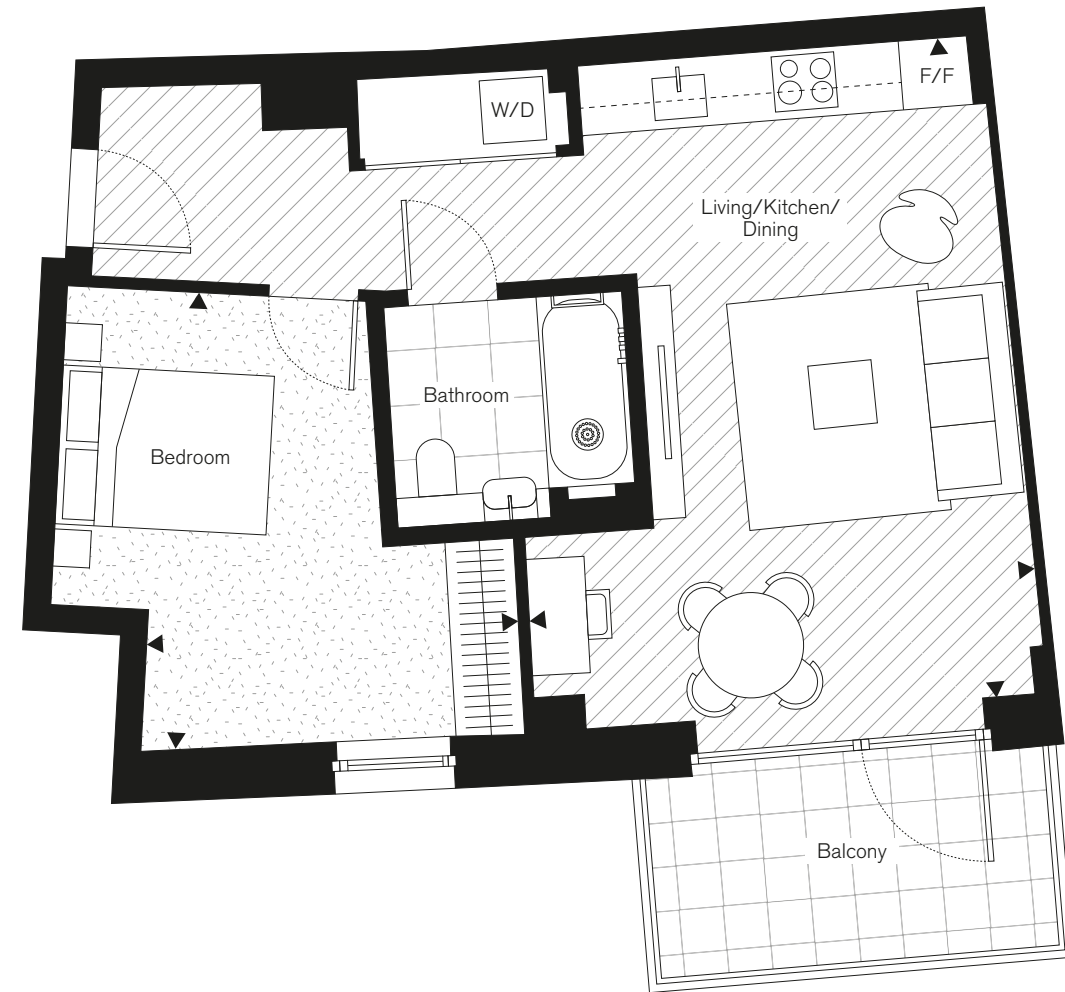 F/F
W/D
Living/Kitchen/
Dining
Bathroom
Bedroom
Balcony